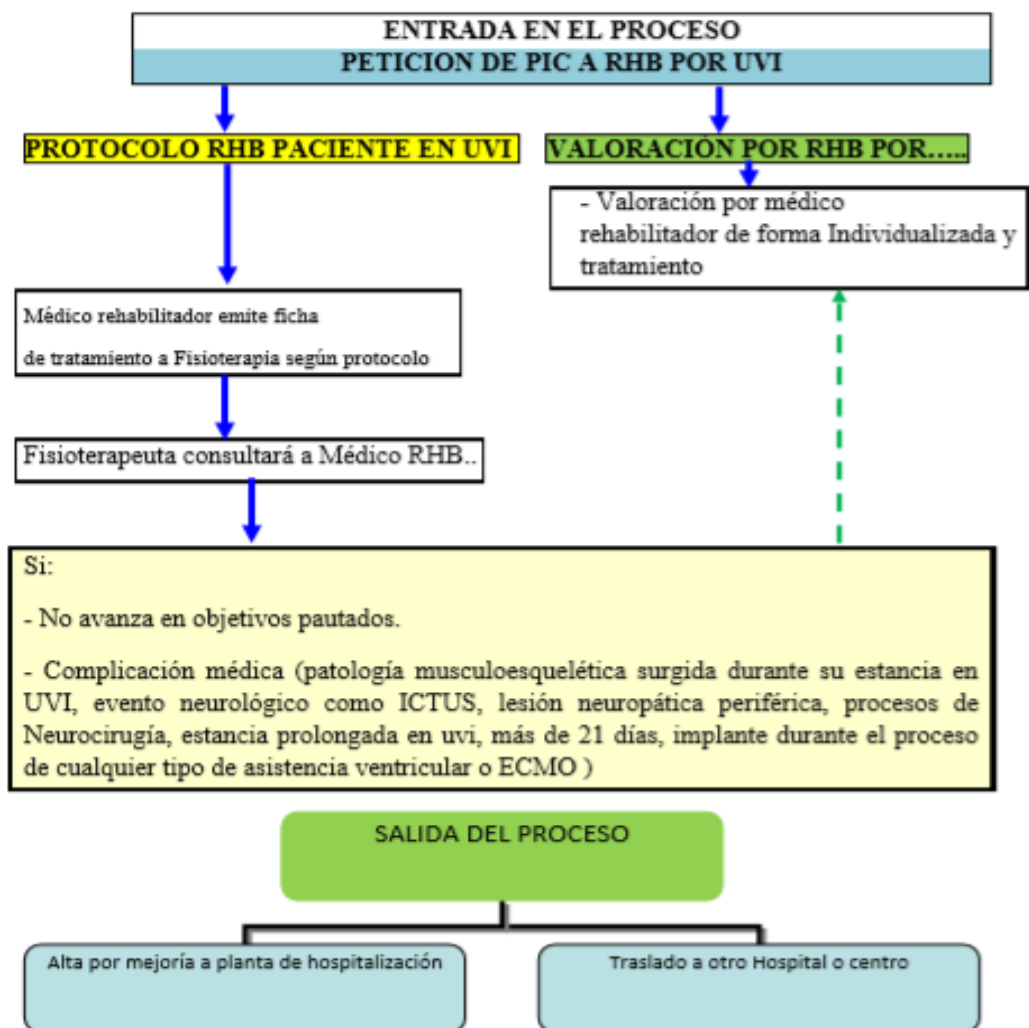 ENTRADA EN EL PROCESO
PETICION DE PIC A RHB POR UVI
PROTOCOLO RHB PACIENTE EN UVI
VALORACIÓN POR RHB POR…..
- Valoración por médico
rehabilitador de forma Individualizada y
tratamiento
Médico rehabilitador emite ficha
de tratamiento a Fisioterapia según protocolo
Fisioterapeuta consultará a Médico RHB..
Si:
- No avanza en objetivos pautados.
- Complicación médica (patología musculoesquelética surgida durante su estancia en
UVI, evento neurológico como ICTUS, lesión neuropática periférica, procesos de
Neurocirugía, estancia prolongada en uvi, más de 21 días, implante durante el proceso
de cualquier tipo de asistencia ventricular o ECMO )
SALIDA DEL PROCESO
Alta por mejoría a planta de hospitalización
Traslado a otro Hospital o centro